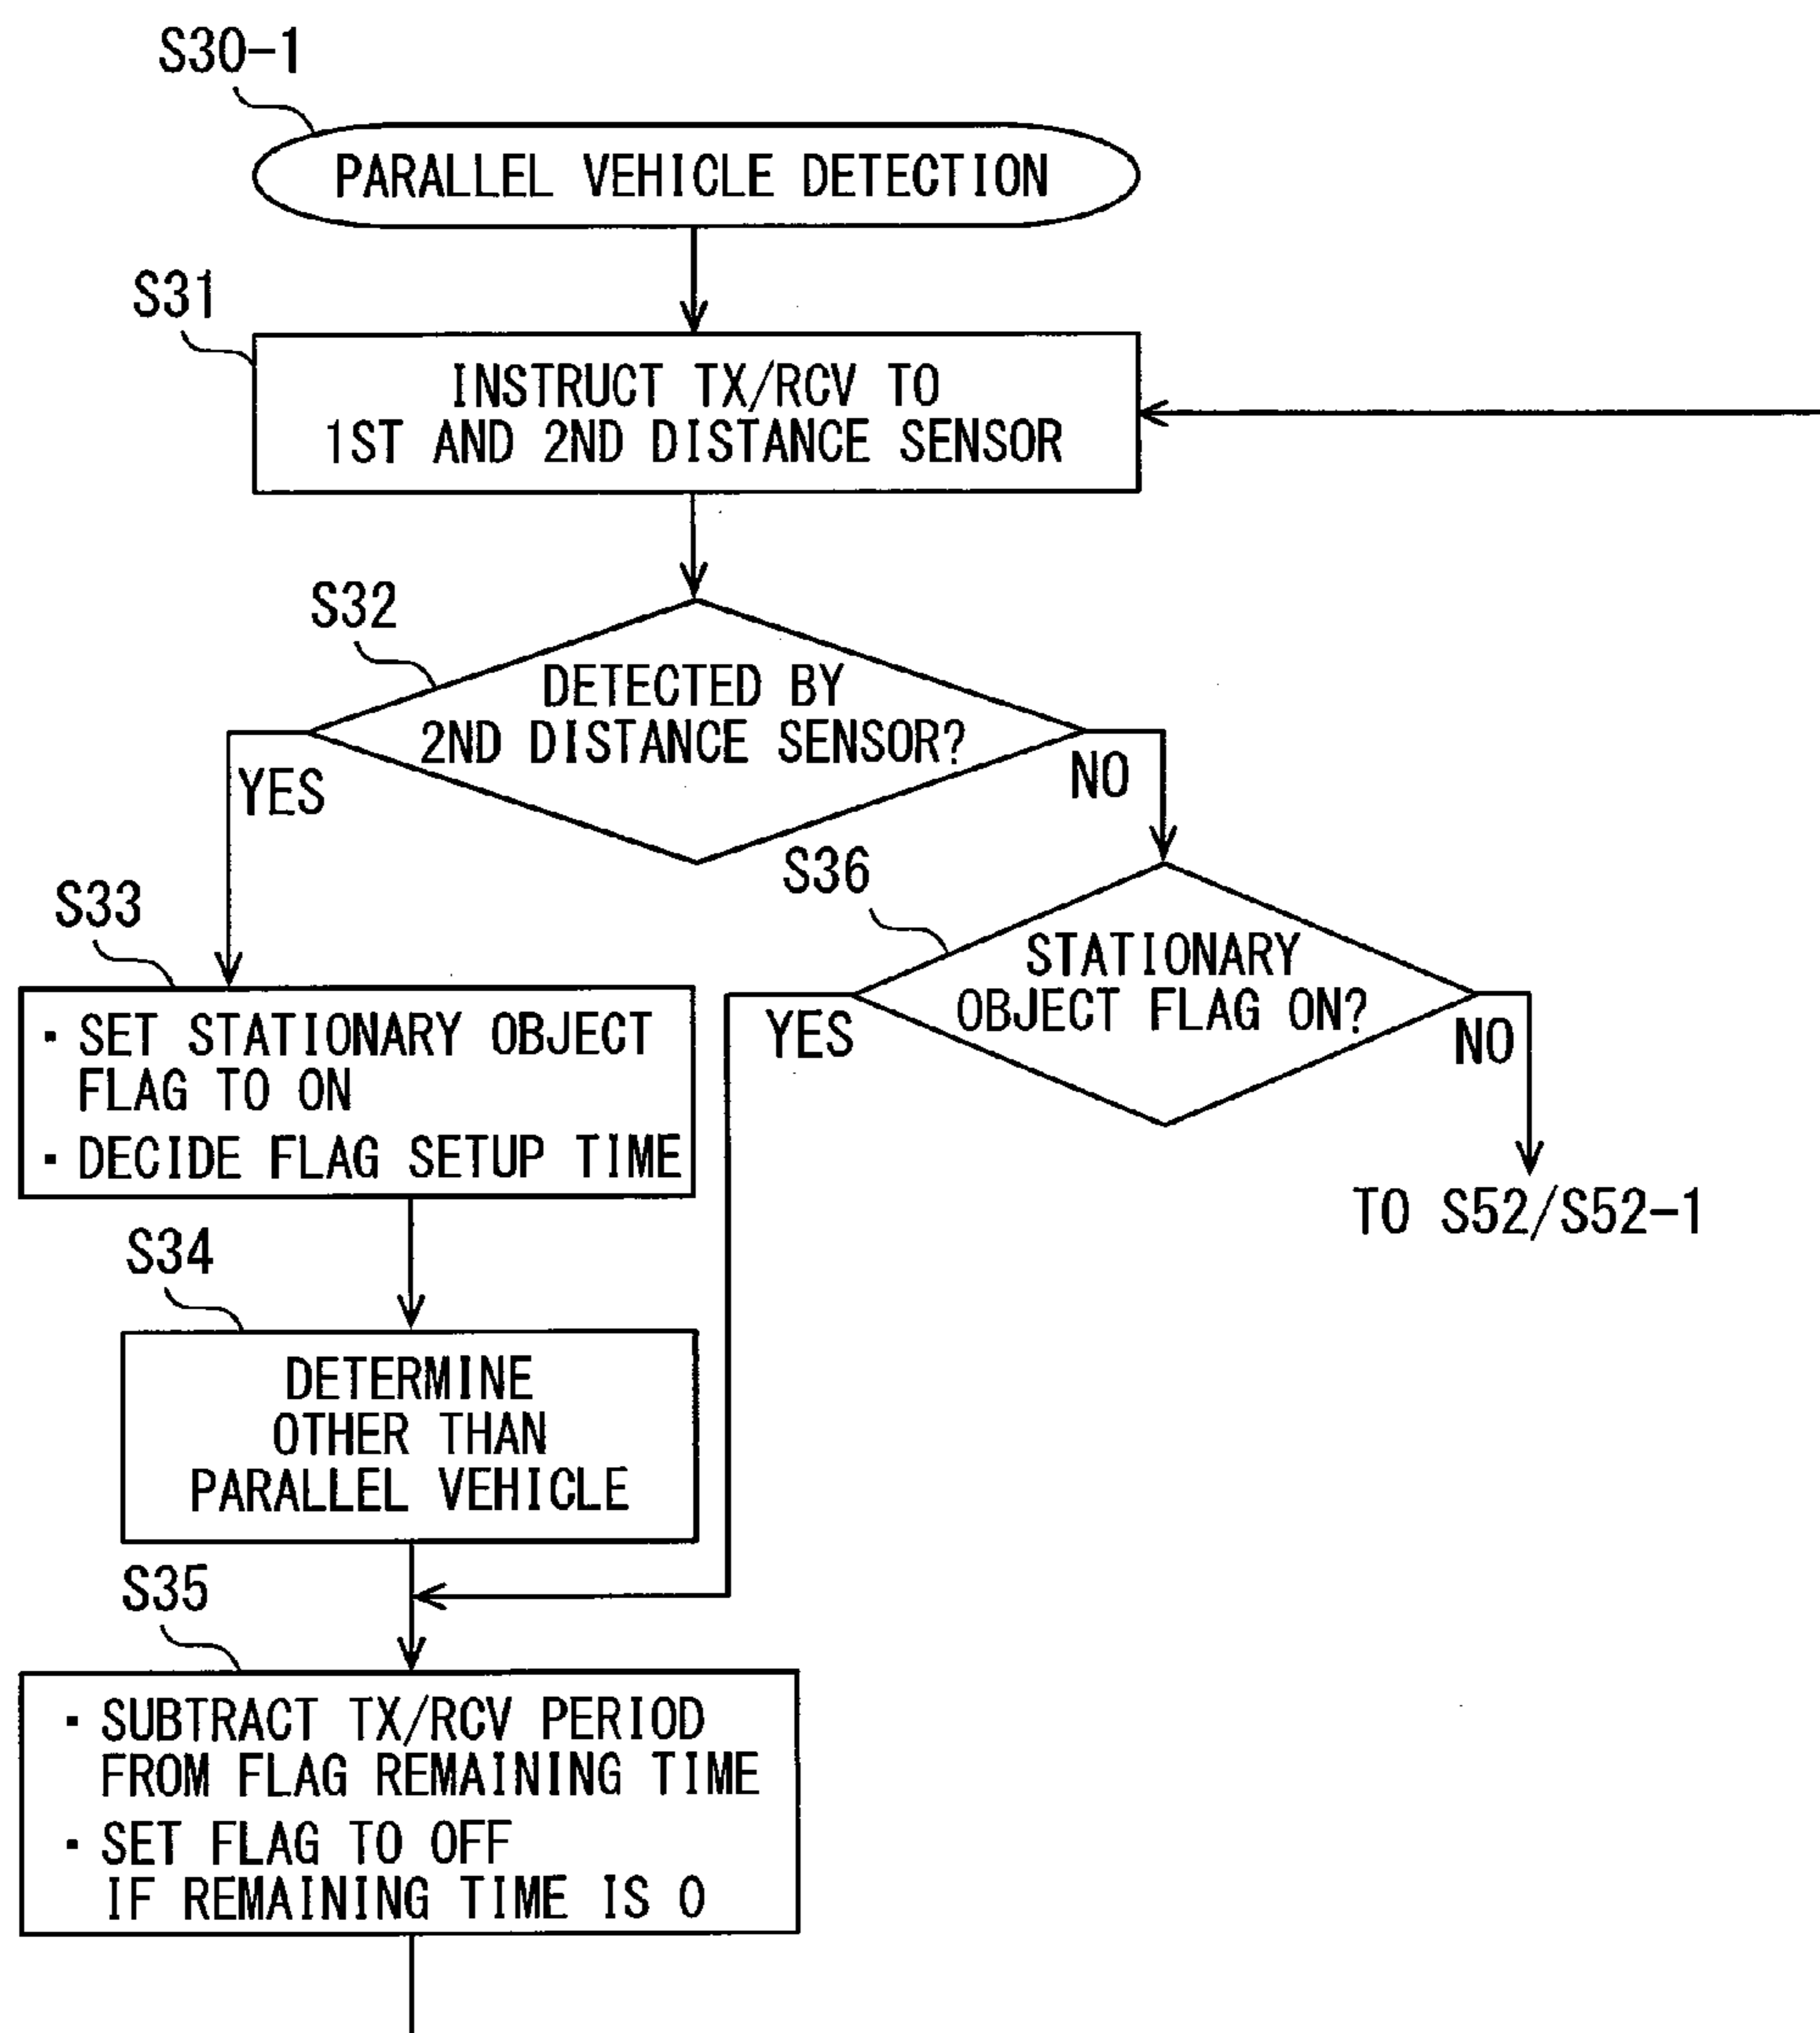 S30-1
PARALLEL VEHICLE DETECTION
S31
INSTRUCT TX/RCV TO
1ST AND 2ND DISTANCE SENSOR
S32
DETECTED BY
2ND DISTANCE SENSOR?
YES
NO
S36
STATIONARY
OBJECT FLAG ON?
YES
NO
TO S52/S52-1
S33
· SET STATIONARY OBJECT
FLAG TO ON
· DECIDE FLAG SETUP TIME
S34
DETERMINE
OTHER THAN
PARALLEL VEHICLE
S35
· SUBTRACT TX/RCV PERIOD
FROM FLAG REMAINING TIME
· SET FLAG TO OFF
IF REMAINING TIME IS 0